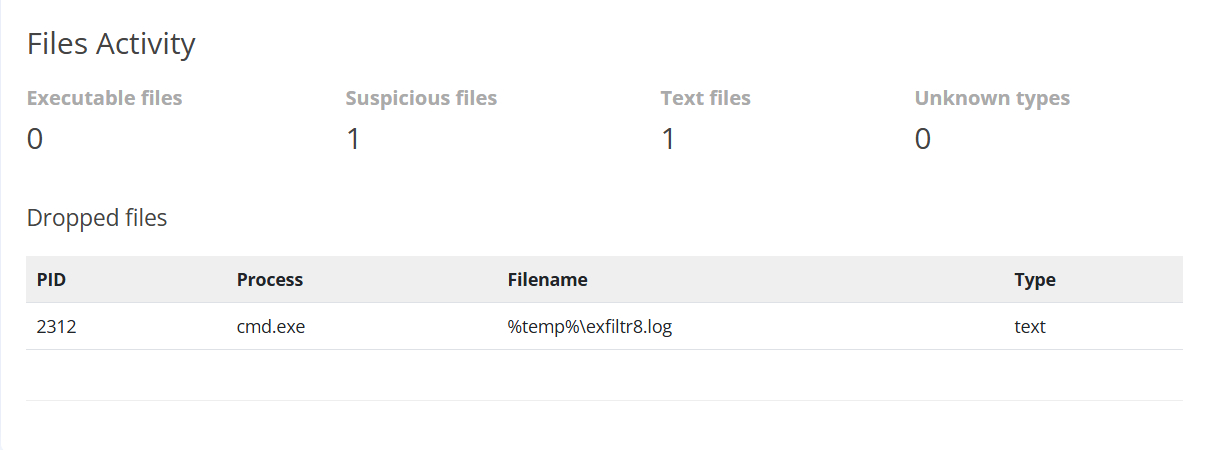 Files Activity
Executable files Suspicious files Text files Unknown types
0 1 1 0
Dropped files
PID Process Filename Type
2312 cmd.exe %temp%\exfiltr8.log text